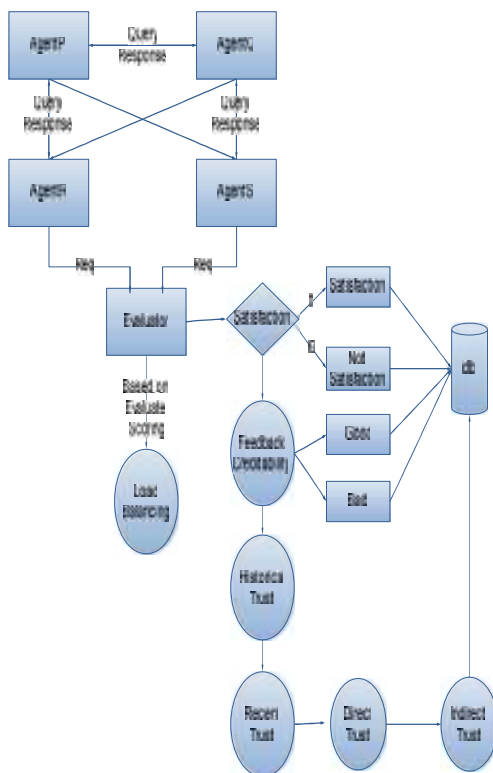 AgentP
Query
Response
AgentQ
Query
Response
Query
Response
AgentR
AgentS
Req
Req
Evaluator
Satisfaction
Satisfaction
Not
Satisfaction
db
Based on
Evaluate
Scoring
Feedback
Good
Bad
Load
Balancing
Historical
Trust
Recent
Trust
Direct
Trust
Indirect
Trust